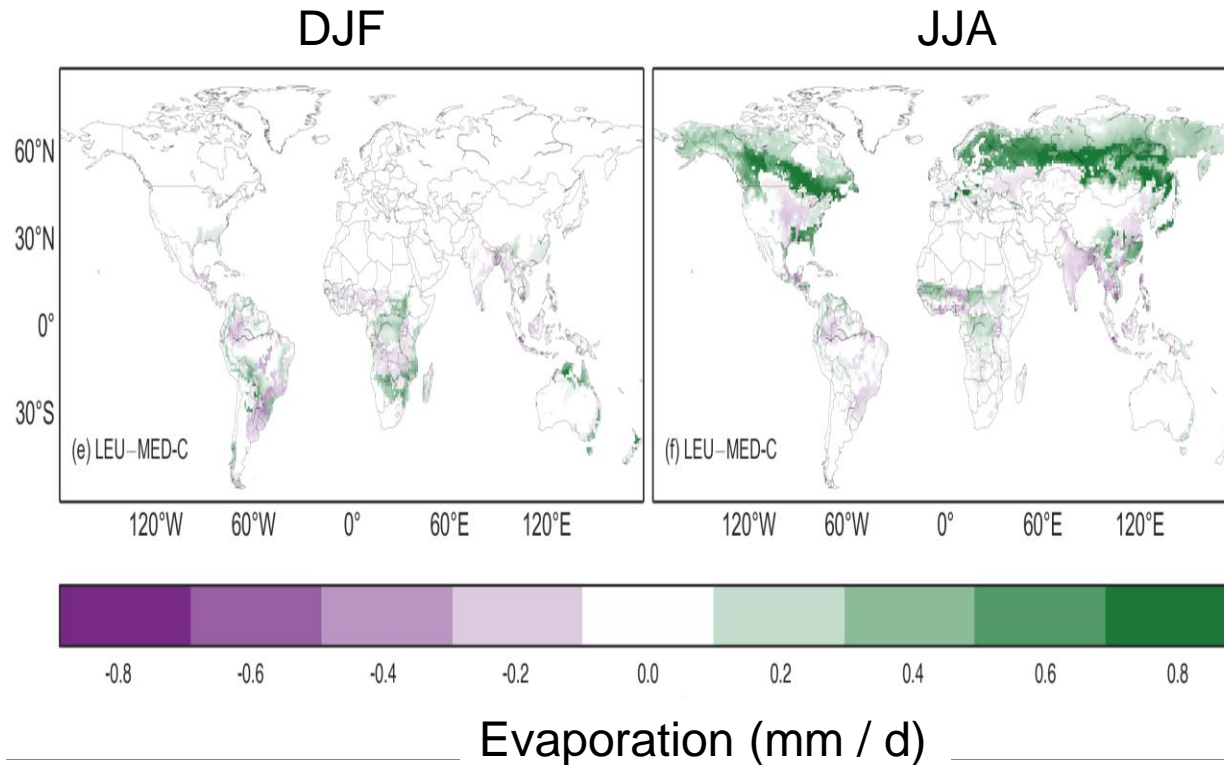 DJF JJA
60°N
30°N
0°
30°S
(e) LEU–MED-C (f) LEU–MED-C
120°W 60°W 0° 60°E 120°E 120°W 60°W 0° 60°E 120°E
-0.8 -0.6 -0.4 -0.2 0.0 0.2 0.4 0.6 0.8
Evaporation (mm / d)